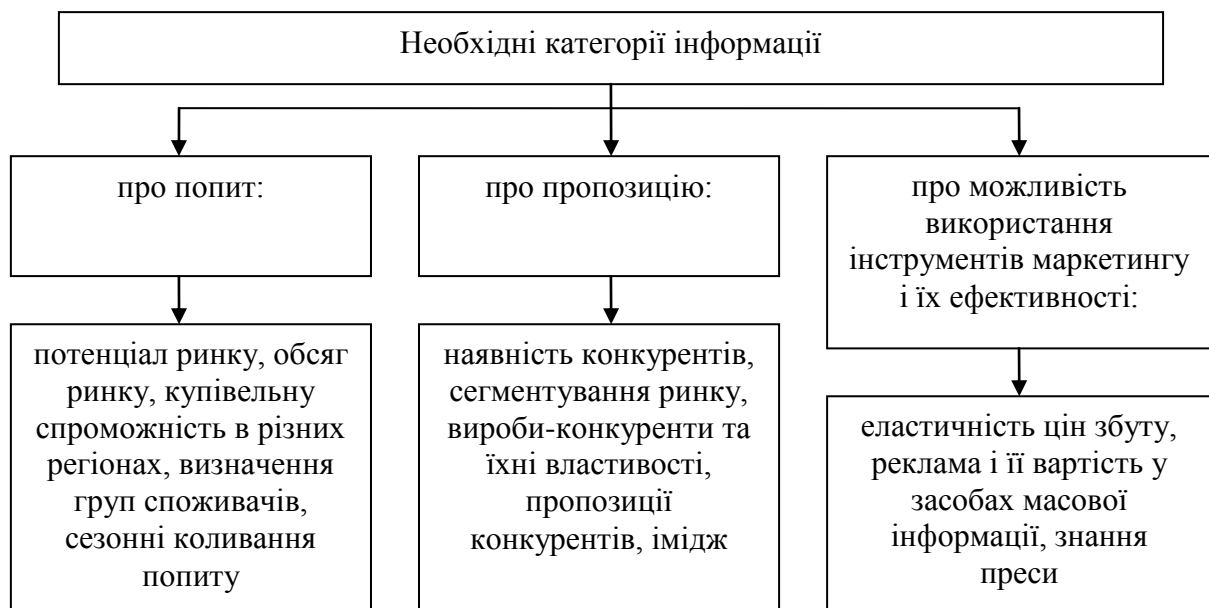 Необхідні категорії інформації
про попит:
про пропозицію:
про можливість
використання
інструментів маркетингу
і їх ефективності:
потенціал ринку, обсяг
ринку, купівельну
спроможність в різних
регіонах, визначення
груп споживачів,
сезонні коливання
попиту
наявність конкурентів,
сегментування ринку,
вироби-конкуренти та
їхні властивості,
пропозиції
конкурентів, імідж
еластичність цін збуту,
реклама і її вартість у
засобах масової
інформації, знання
преси